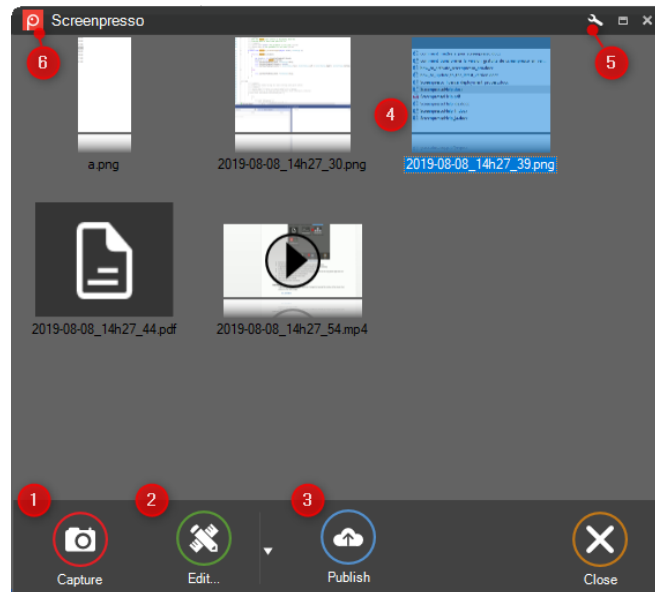 Screenpresso
6
5
4
a.png
2019-08-08_14h27_30.png
2019-08-08_14h27_39.png
2019-08-08_14h27_44.pdf
2019-08-08_14h27_54.mp4
1
2
3
Capture
Edit...
Publish
Close